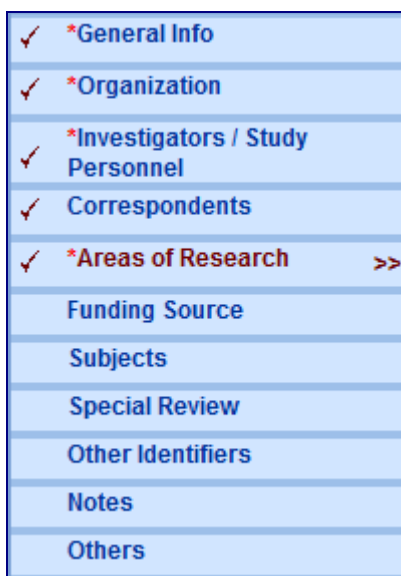 ✓ *General Info
✓ *Organization
✓ *Investigators / Study
Personnel
✓ Correspondents
✓ *Areas of Research >>
Funding Source
Subjects
Special Review
Other Identifiers
Notes
Others